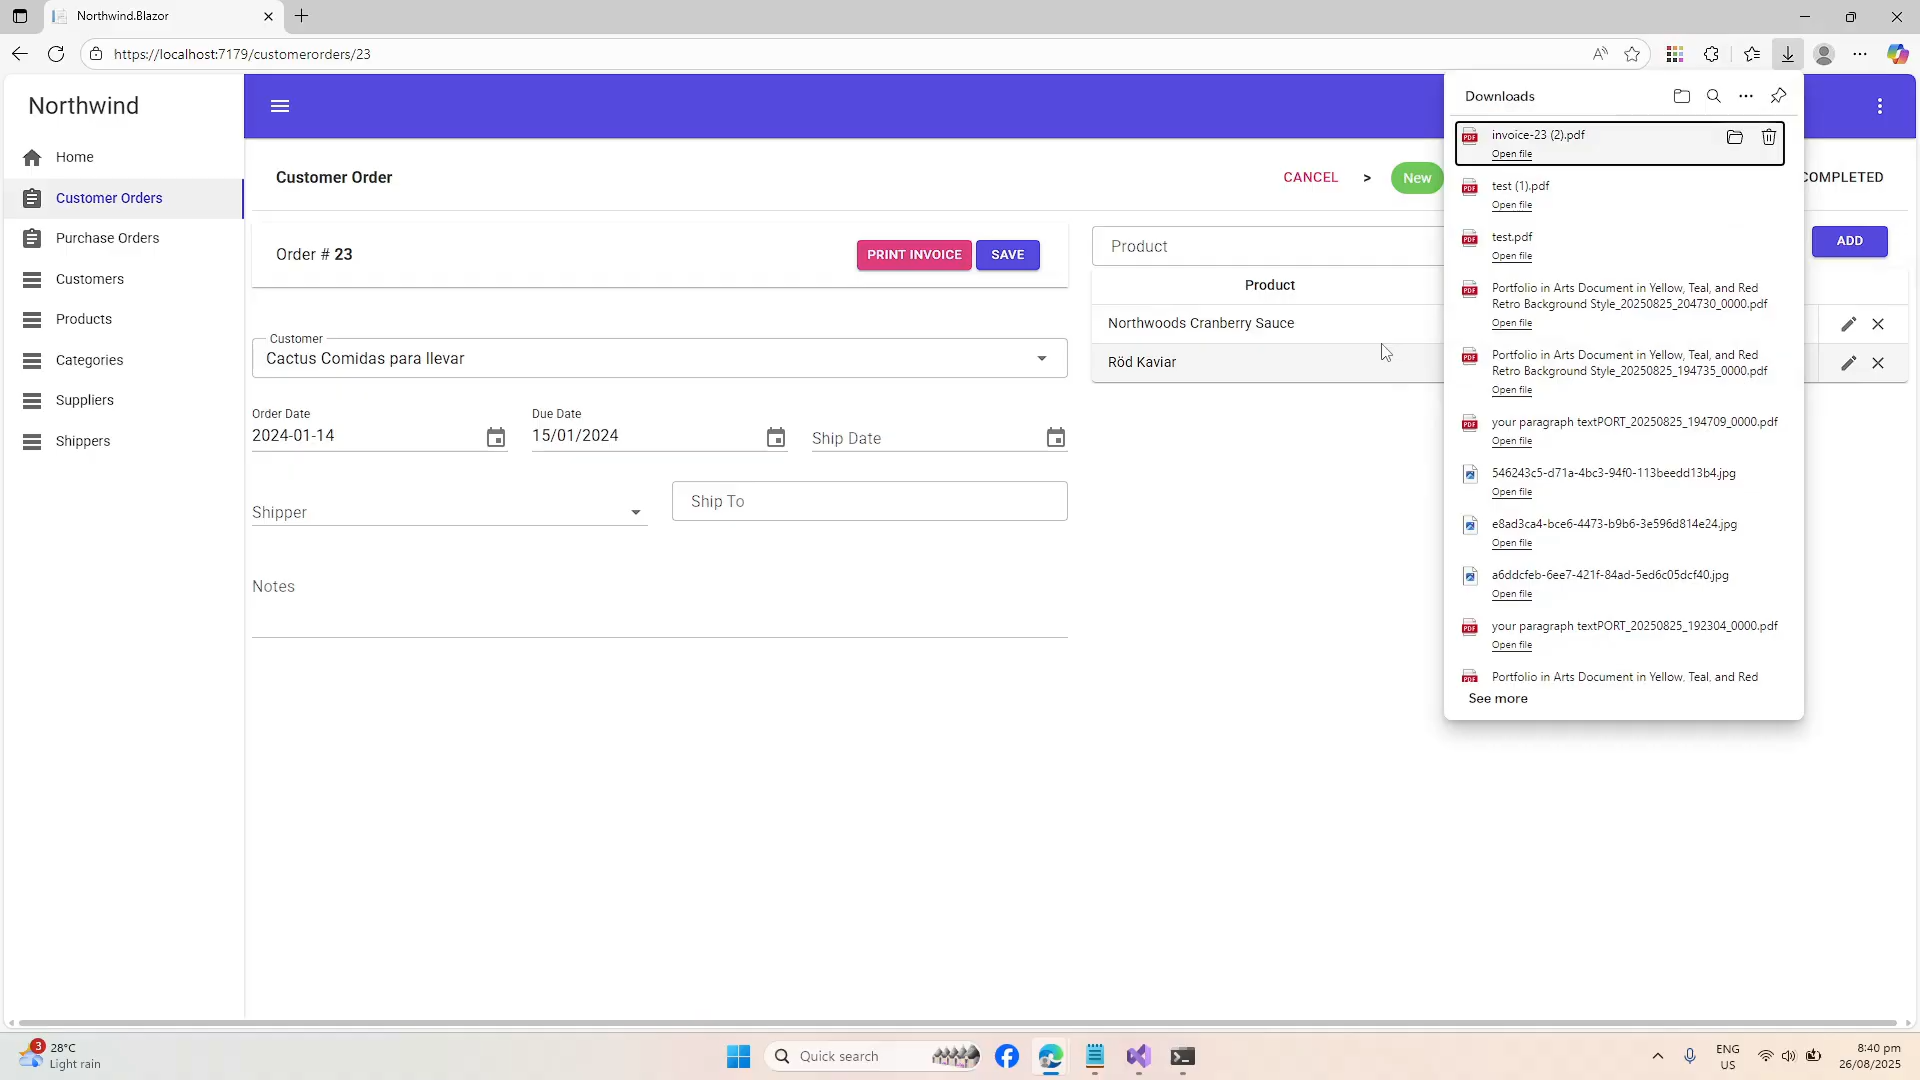 Northwind.Blazor
https://localhost:7179/customerorders/23
Northwind
Home
Customer Orders
Purchase Orders
Customers
Products
Categories
Suppliers
Shippers
Customer Order
CANCEL
>
New
COMPLETED
Order # 23
PRINT INVOICE
SAVE
Customer
Cactus Comidas para llevar
Order Date
2024-01-14
Due Date
15/01/2024
Ship Date
Shipper
Ship To
Notes
Product
ADD
Product
Northwoods Cranberry Sauce
Röd Kaviar
Downloads
invoice-23 (2).pdf
Open file
test (1).pdf
Open file
test.pdf
Open file
Portfolio in Arts Document in Yellow, Teal, and Red
Retro Background Style_20250825_204730_0000.pdf
Open file
Portfolio in Arts Document in Yellow, Teal, and Red
Retro Background Style_20250825_194735_0000.pdf
Open file
your paragraph textPORT_20250825_194709_0000.pdf
Open file
546243c5-d71a-4bc3-94f0-113beedd13b4.jpg
Open file
e8ad3ca4-bce6-4473-b9b6-3e596d814e24.jpg
Open file
a6ddcfeb-6ee7-421f-84ad-5ed6c05dcf40.jpg
Open file
your paragraph textPORT_20250825_192304_0000.pdf
Open file
Portfolio in Arts Document in Yellow, Teal, and Red
See more
3
28°C
Light rain
Quick search
ENG
US
8:40 pm
26/08/2025